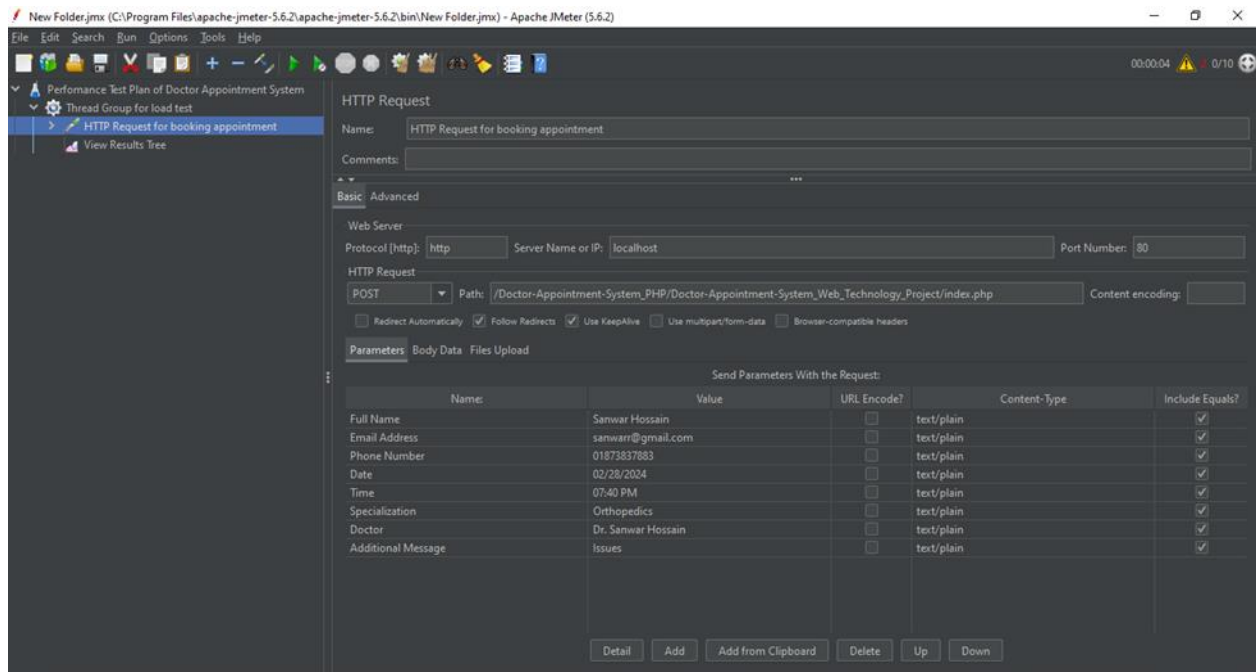 New Folder.jmx (C:\Program Files\apache-jmeter-5.6.2\apache-jmeter-5.6.2\bin\New Folder.jmx) - Apache JMeter (5.6.2)
File Edit Search Run Options Tools Help
00:00:04 0/10
Perfomance Test Plan of Doctor Appointment System
Thread Group for load test
HTTP Request for booking appointment
View Results Tree
HTTP Request
Name: HTTP Request for booking appointment
Comments:
Basic Advanced
Web Server
Protocol [http]: http Server Name or IP: localhost Port Number: 80
HTTP Request
POST Path: /Doctor-Appointment-System_PHP/Doctor-Appointment-System_Web_Technology_Project/index.php Content encoding:
Redirect Automatically Follow Redirects Use KeepAlive Use multipart/form-data Browser-compatible headers
Parameters Body Data Files Upload
Send Parameters With the Request:
Name: Value URL Encode? Content-Type Include Equals?
Full Name Sanwar Hossain text/plain
Email Address sanwarr@gmail.com text/plain
Phone Number 01873837883 text/plain
Date 02/28/2024 text/plain
Time 07:40 PM text/plain
Specialization Orthopedics text/plain
Doctor Dr. Sanwar Hossain text/plain
Additional Message Issues text/plain
Detail Add Add from Clipboard Delete Up Down